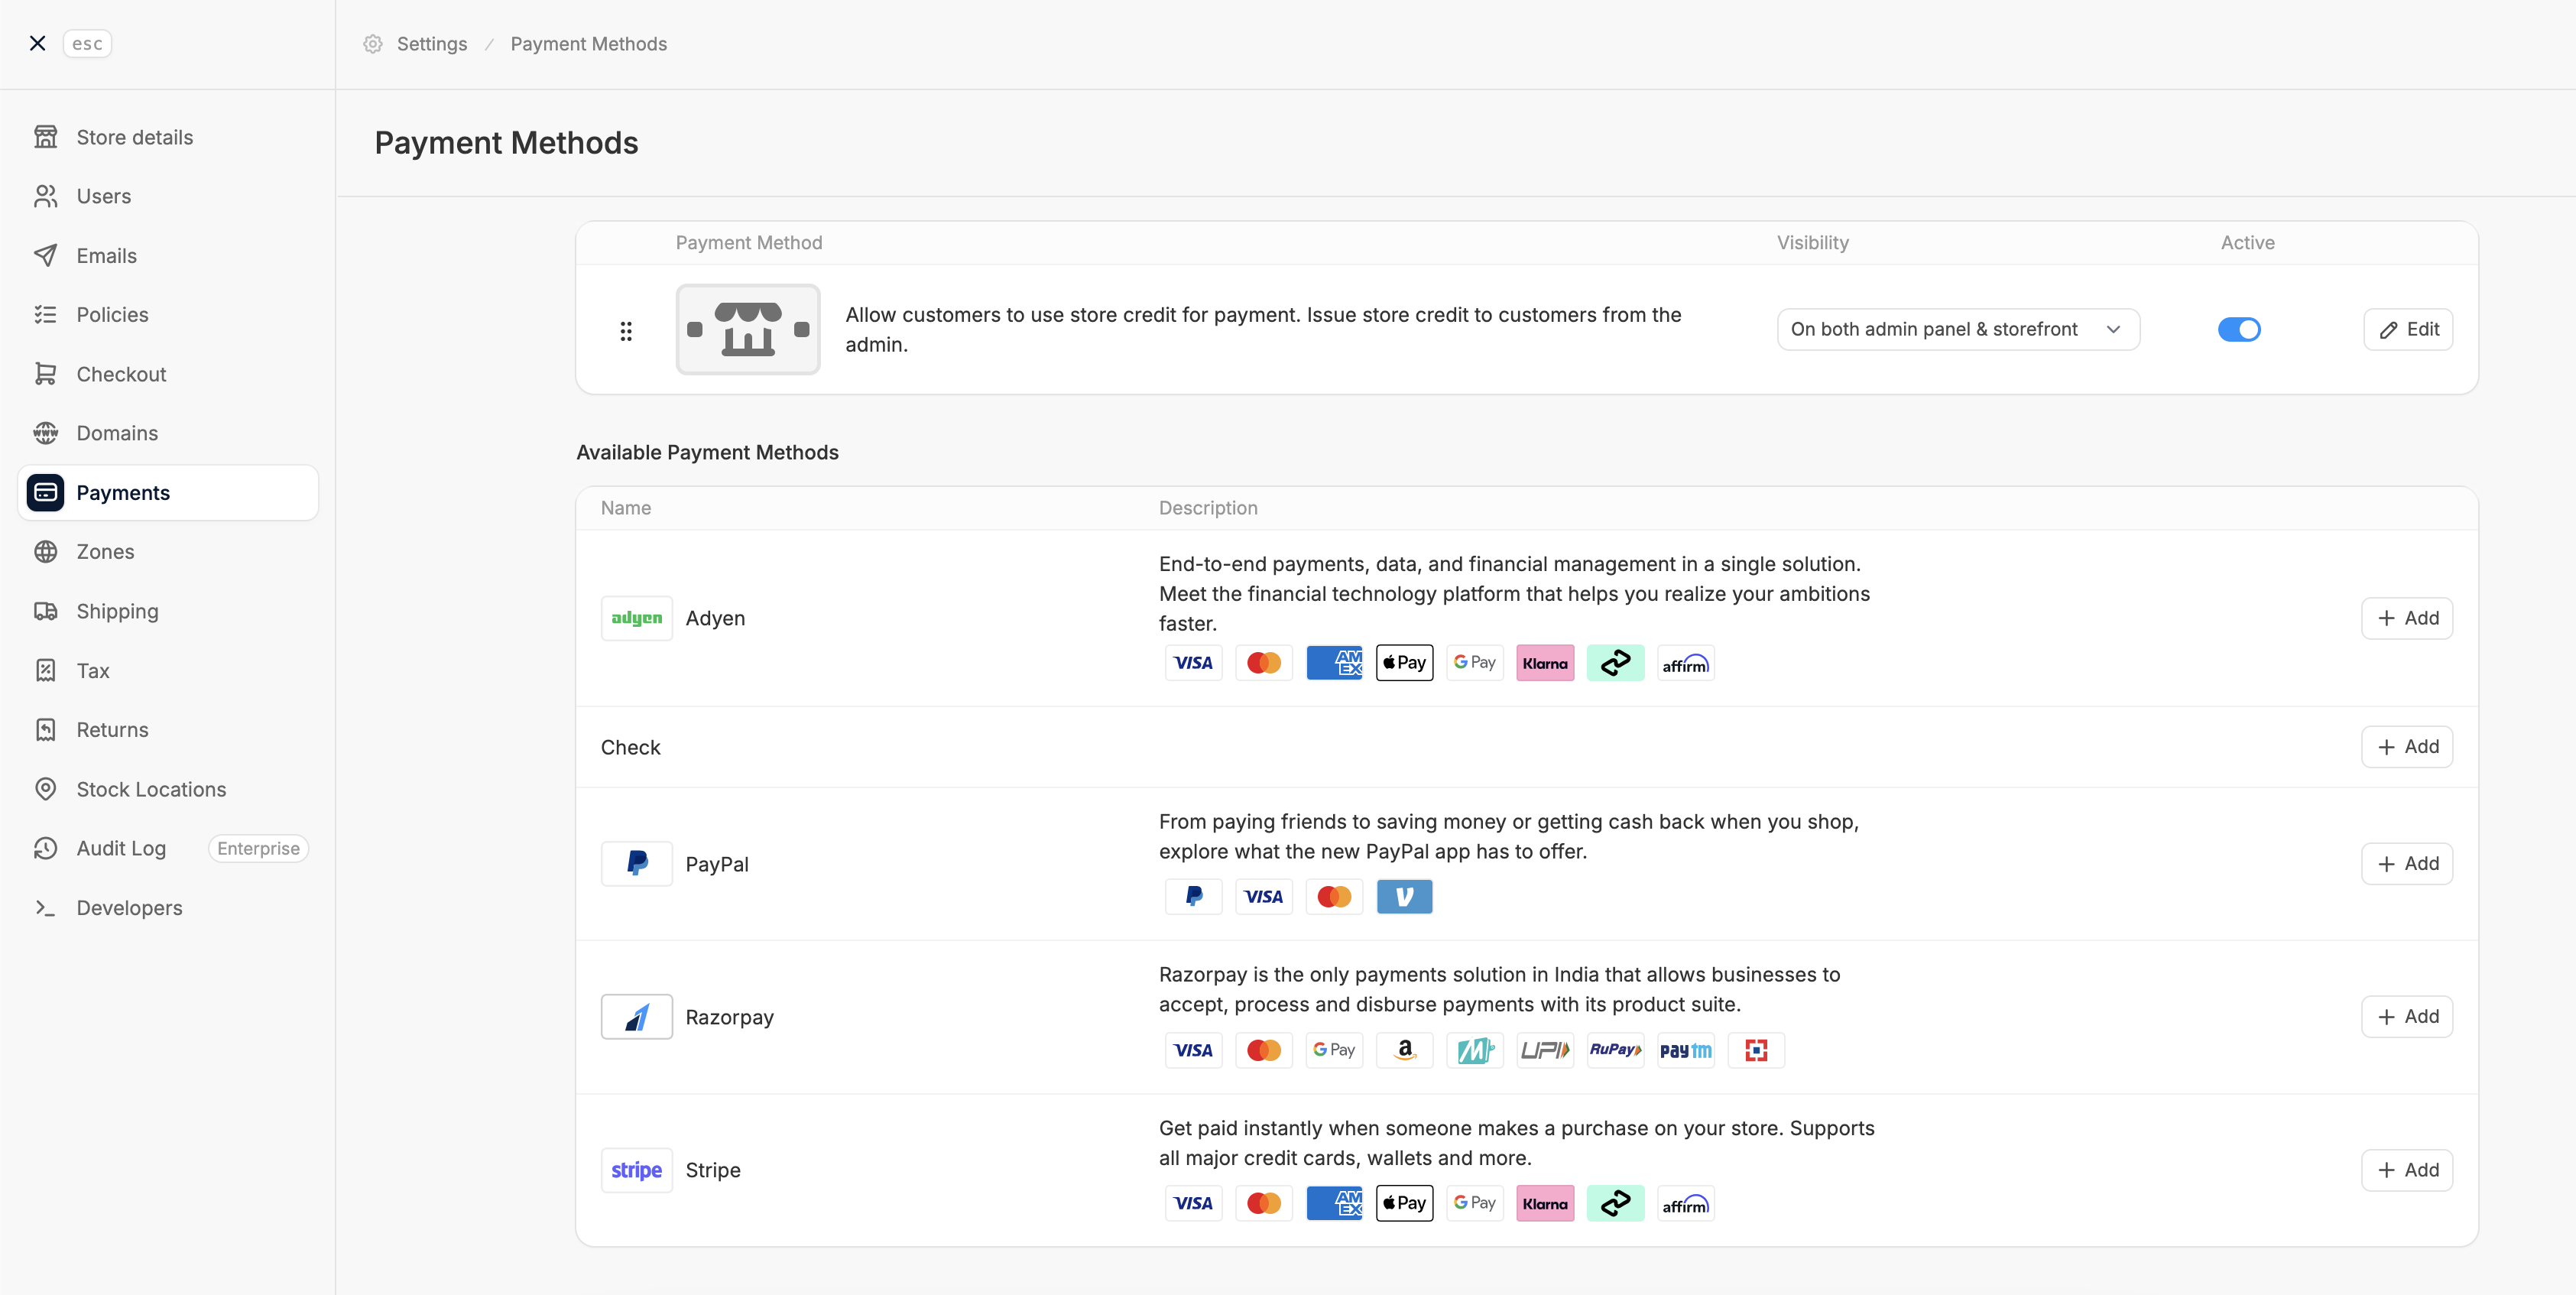 esc
Settings / Payment Methods
Store details
Users
Emails
Policies
Checkout
Domains
Payments
Zones
Shipping
Tax
Returns
Stock Locations
Audit Log Enterprise
Developers
Payment Methods
Payment Method Visibility Active
Allow customers to use store credit for payment. Issue store credit to customers from the
admin.
On both admin panel & storefront
Edit
Available Payment Methods
Name Description
adyen Adyen
End-to-end payments, data, and financial management in a single solution.
Meet the financial technology platform that helps you realize your ambitions
faster.
VISA AM EX Pay G Pay Klarna affirm
Add
Check
Add
PayPal
From paying friends to saving money or getting cash back when you shop,
explore what the new PayPal app has to offer.
VISA
Add
Razorpay
Razorpay is the only payments solution in India that allows businesses to
accept, process and disburse payments with its product suite.
VISA G Pay a M UPI RuPay paytm
Add
stripe Stripe
Get paid instantly when someone makes a purchase on your store. Supports
all major credit cards, wallets and more.
VISA AM EX Pay G Pay Klarna affirm
Add